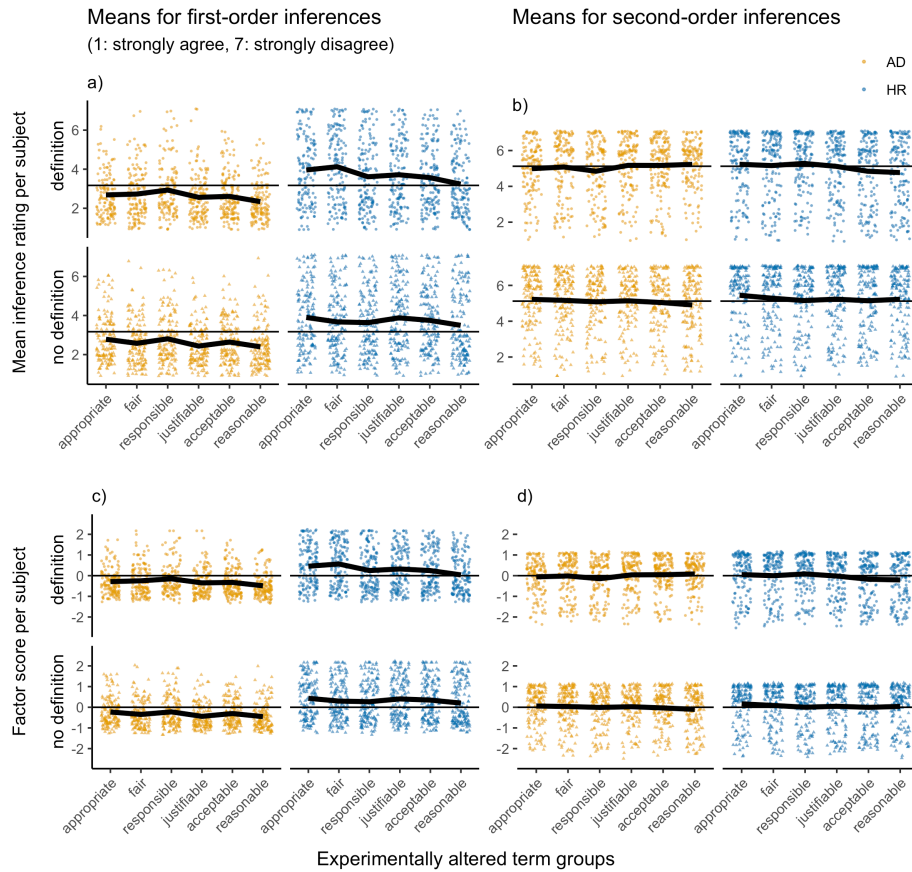 Means for first-order inferences
(1: strongly agree, 7: strongly disagree)
Means for second-order inferences
AD
HR
a)
b)
Mean inference rating per subject
definition
6
4
2
6
4
2
no definition
6
4
2
6
4
2
appropriate
fair
responsible
justifiable
acceptable
reasonable
appropriate
fair
responsible
justifiable
acceptable
reasonable
appropriate
fair
responsible
justifiable
acceptable
reasonable
appropriate
fair
responsible
justifiable
acceptable
reasonable
c)
d)
Factor score per subject
definition
2
1
0
-1
-2
2
1
0
-1
-2
no definition
2
1
0
-1
-2
2
1
0
-1
-2
appropriate
fair
responsible
justifiable
acceptable
reasonable
appropriate
fair
responsible
justifiable
acceptable
reasonable
appropriate
fair
responsible
justifiable
acceptable
reasonable
appropriate
fair
responsible
justifiable
acceptable
reasonable
Experimentally altered term groups